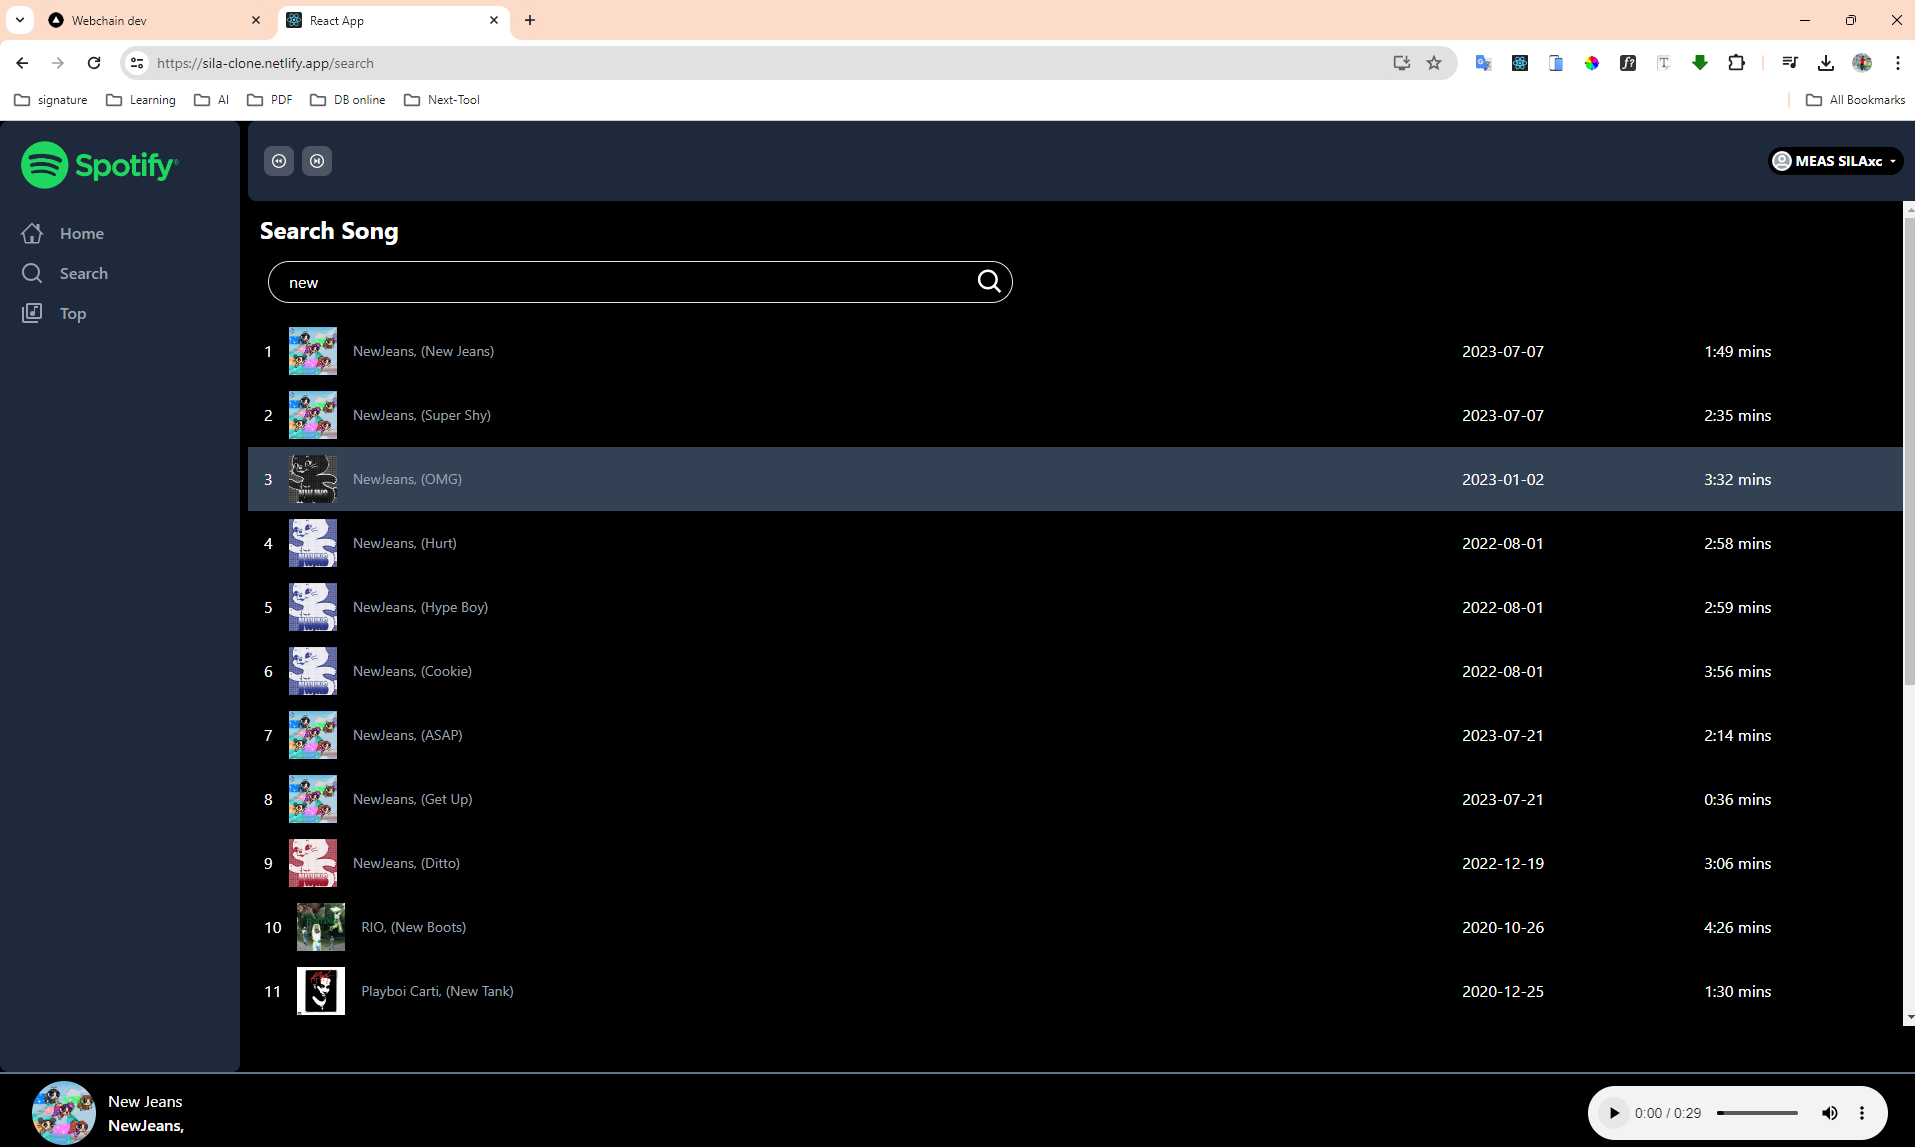 Webchain dev
React App
https://sila-clone.netlify.app/search
signature
Learning
AI
PDF
DB online
Next-Tool
All Bookmarks
Spotify
MEAS SILAxc
Home
Search
Top
Search Song
new
1 NewJeans, (New Jeans) 2023-07-07 1:49 mins
2 NewJeans, (Super Shy) 2023-07-07 2:35 mins
3 NewJeans, (OMG) 2023-01-02 3:32 mins
4 NewJeans, (Hurt) 2022-08-01 2:58 mins
5 NewJeans, (Hype Boy) 2022-08-01 2:59 mins
6 NewJeans, (Cookie) 2022-08-01 3:56 mins
7 NewJeans, (ASAP) 2023-07-21 2:14 mins
8 NewJeans, (Get Up) 2023-07-21 0:36 mins
9 NewJeans, (Ditto) 2022-12-19 3:06 mins
10 RIO, (New Boots) 2020-10-26 4:26 mins
11 Playboi Carti, (New Tank) 2020-12-25 1:30 mins
New Jeans
NewJeans,
0:00 / 0:29